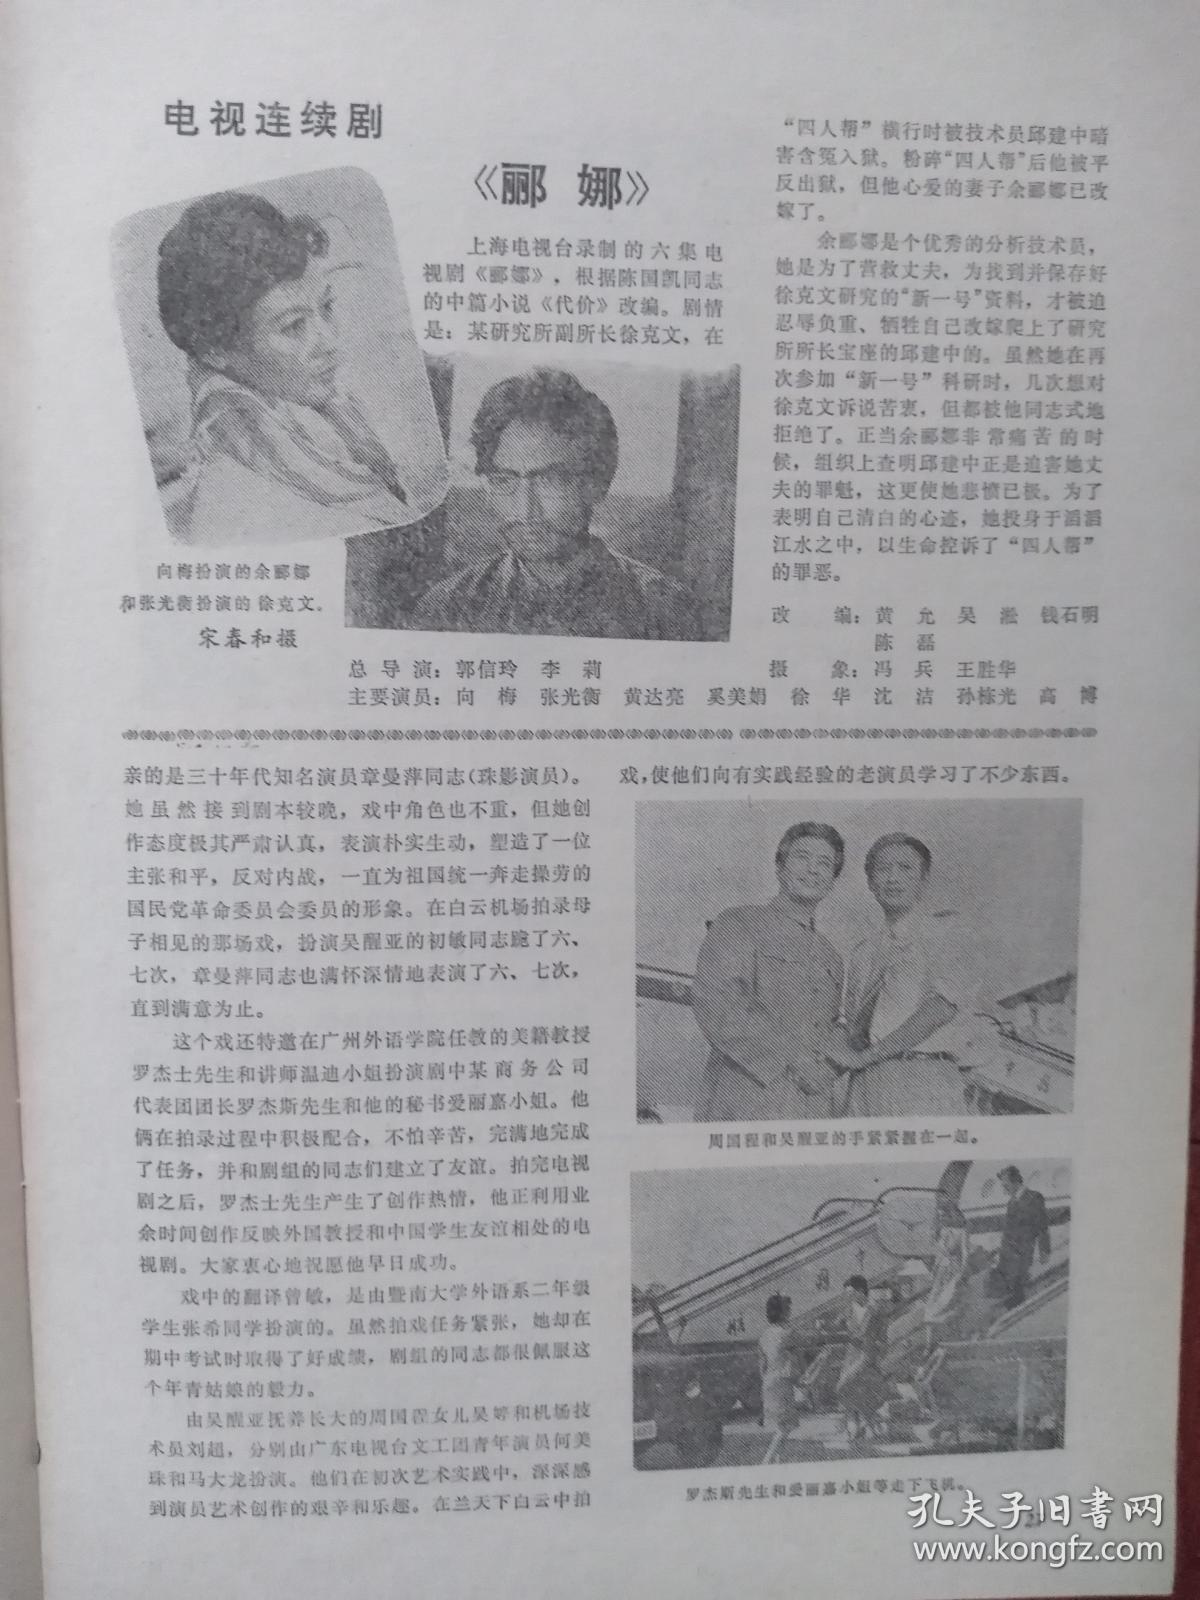 电视连续剧
《郦 娜》
上海电视台录制的六集电
视剧《郦娜》，根据陈国凯同志
的中篇小说《代价》改编。剧情
是：某研究所副所长徐克文，在
“四人帮”横行时被技术员邱建中暗
害含冤入狱。粉碎“四人帮”后他被平
反出狱，但他心爱的妻子余郦娜已改
嫁了。
余郦娜是个优秀的分析技术员，
她是为了营救丈夫，为找到并保存好
徐克文研究的“新一号”资料，才被迫
忍辱负重、牺牲自己改嫁爬上了研究
所所长宝座的邱建中的。虽然她在再
次参加“新一号”科研时，几次想对
徐克文诉说苦衷，但都被他同志式地
拒绝了。正当余郦娜非常痛苦的时
候，组织上查明邱建中正是迫害她丈
夫的罪魁，这更使她悲愤已极。为了
表明自己清白的心迹，她投身于滔滔
江水之中，以生命控诉了“四人帮”
的罪恶。
向梅扮演的余郦娜
和张光衡扮演的徐克文。
宋春和摄
改 编：黄 允 吴 淞 钱石明
陈 磊
总 导 演：郭信玲 李 莉
摄 象：冯 兵 王胜华
主要演员：向 梅 张光衡 黄达亮 奚美娟 徐 华 沈 洁 孙栋光 高 博
亲的是三十年代知名演员章曼萍同志（珠影演员）。
她虽然接到剧本较晚，戏中角色也不重，但她创
作态度极其严肃认真，表演朴实生动，塑造了一位
主张和平，反对内战，一直为祖国统一奔走操劳的
国民党革命委员会委员的形象。在白云机场拍录母
子相见的那场戏，扮演吴醒亚的初敏同志跪了六、
七次，章曼萍同志也满怀深情地表演了六、七次，
直到满意为止。
这个戏还特邀在广州外语学院任教的美籍教授
罗杰士先生和讲师温迪小姐扮演剧中某商务公司
代表团团长罗杰斯先生和他的秘书爱丽嘉小姐。他
俩在拍录过程中积极配合，不怕辛苦，完满地完成
了任务，并和剧组的同志们建立了友谊。拍完电视
剧之后，罗杰士先生产生了创作热情，他正利用业
余时间创作反映外国教授和中国学生友谊相处的电
视剧。大家衷心地祝愿他早日成功。
戏中的翻译曾敏，是由暨南大学外语系二年级
学生张希同学扮演的。虽然拍戏任务紧张，她却在
期中考试时取得了好成绩，剧组的同志都很佩服这
个年青姑娘的毅力。
由吴醒亚抚养长大的周国程女儿吴婷和机场技
术员刘超，分别由广东电视台文工团青年演员何美
珠和马大龙扮演。他们在初次艺术实践中，深深感
到演员艺术创作的艰辛和乐趣。在兰天下白云中拍
戏，使他们向有实践经验的老演员学习了不少东西。
周国程和吴醒亚的手紧紧握在一起。
罗杰斯先生和爱丽嘉小姐等走下飞机。
孔夫子旧书网
www.kongfz.com